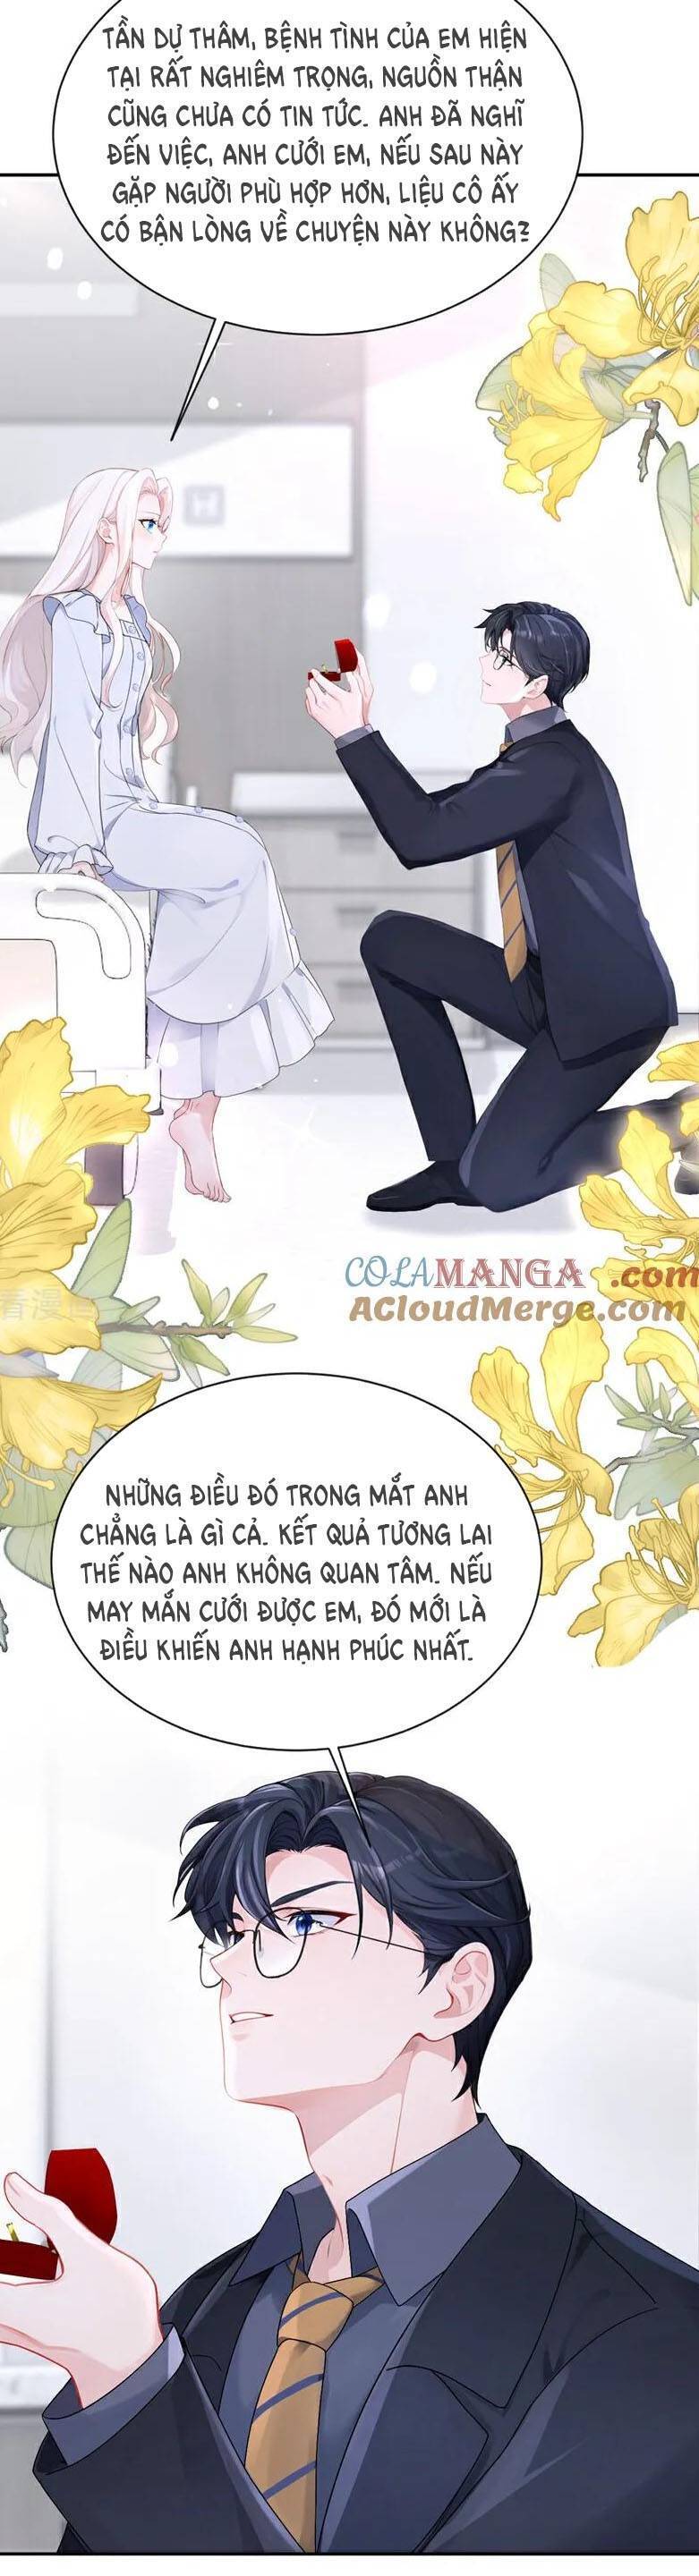 TẦN DỰ THÂM, BỆNH TÌNH CỦA EM HIỆN
TẠI RẤT NGHIÊM TRỌNG, NGUỒN THẬN
CŨNG CHƯA CÓ TIN TỨC. ANH ĐÃ NGHĨ
ĐẾN VIỆC, ANH CƯỚI EM, NẾU SAU NÀY
GẶP NGƯỜI PHÙ HỢP HƠN, LIỆU CÔ ẤY
CÓ BẬN LÒNG VỀ CHUYỆN NÀY KHÔNG?
H
COLAMANGA.com
ACloudMerge.com
看漫画
NHỮNG ĐIỀU ĐÓ TRONG MẮT ANH
CHẲNG LÀ GÌ CẢ. KẾT QUẢ TƯƠNG LAI
THẾ NÀO ANH KHÔNG QUAN TÂM. NẾU
MAY MẮN CƯỚI ĐƯỢC EM, ĐÓ MỚI LÀ
ĐIỀU KHIẾN ANH HẠNH PHÚC NHẤT.